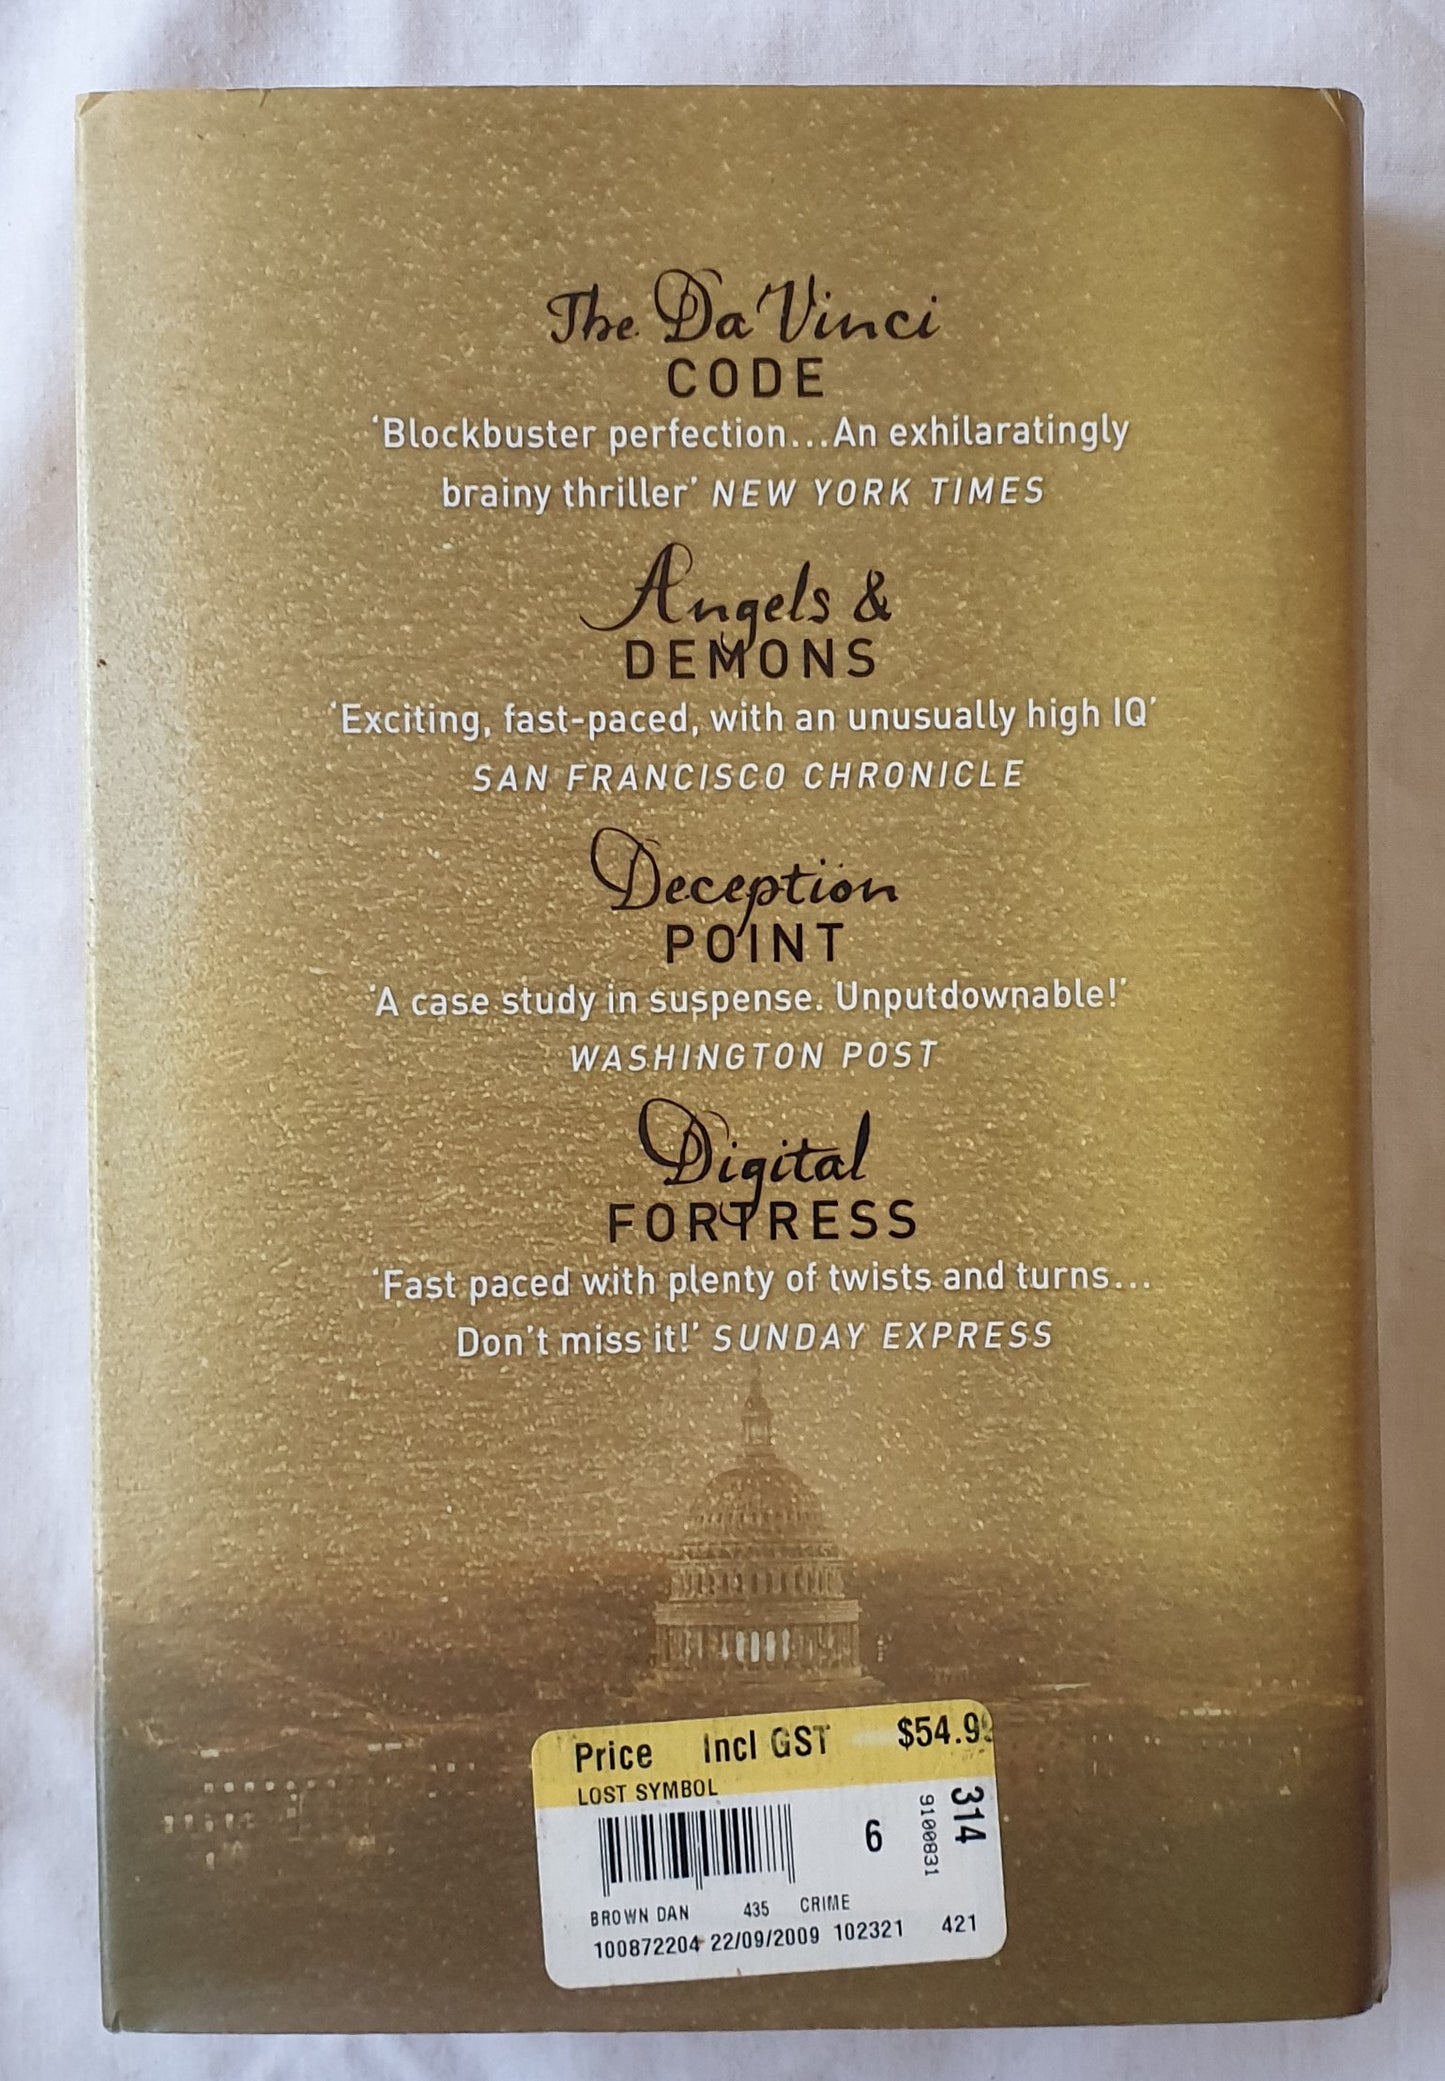 The Da Vinci
CODE
‘Blockbuster perfection...An exhilaratingly
brainy thriller’ NEW YORK TIMES
Angels &
DEMONS
‘Exciting, fast-paced, with an unusually high IQ’
SAN FRANCISCO CHRONICLE
Deception
POINT
‘A case study in suspense. Unputdownable!’
WASHINGTON POST
Digital
FORTRESS
‘Fast paced with plenty of twists and turns...
Don’t miss it!’ SUNDAY EXPRESS
Price Incl GST $54.95
LOST SYMBOL
6
9100831
314
BROWN DAN 435 CRIME
100872204 22/09/2009 102321 421